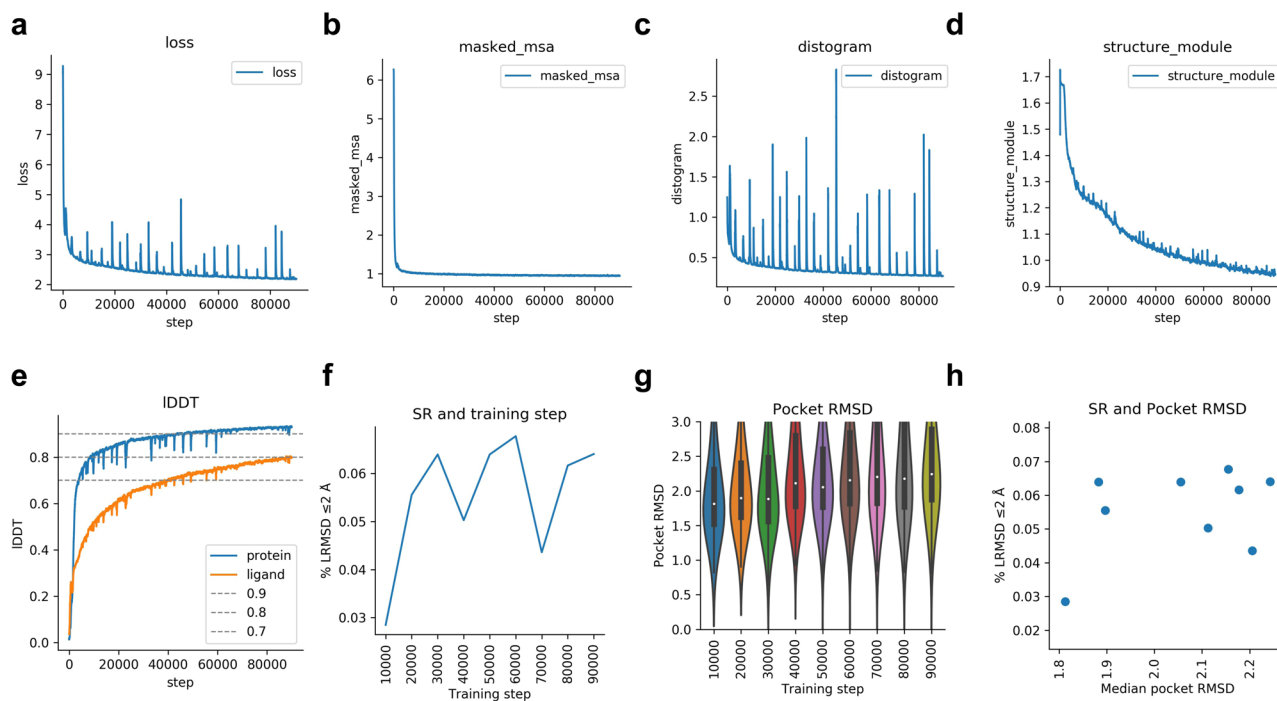 a
loss
loss
9
8
7
6
5
4
3
2
loss
0
20000
40000
60000
80000
step
b
masked_msa
masked_msa
6
5
4
3
2
1
masked_msa
0
20000
40000
60000
80000
step
c
distogram
distogram
2.5
2.0
1.5
1.0
0.5
distogram
0
20000
40000
60000
80000
step
d
structure_module
structure_module
1.7
1.6
1.5
1.4
1.3
1.2
1.1
1.0
0.9
structure_module
0
20000
40000
60000
80000
step
e
lDDT
0.8
0.6
0.4
0.2
0.0
lDDT
protein
ligand
0.9
0.8
0.7
0
20000
40000
60000
80000
step
f
SR and training step
0.06
0.05
0.04
0.03
% LRMSD ≤2 Å
10000
20000
30000
40000
50000
60000
70000
80000
90000
Training step
g
Pocket RMSD
3.0
2.5
2.0
1.5
1.0
0.5
0.0
Pocket RMSD
10000
20000
30000
40000
50000
60000
70000
80000
90000
Training step
h
SR and Pocket RMSD
0.08
0.07
0.06
0.05
0.04
0.03
0.02
% LRMSD ≤2 Å
1.8
1.9
2.0
2.1
2.2
Median pocket RMSD